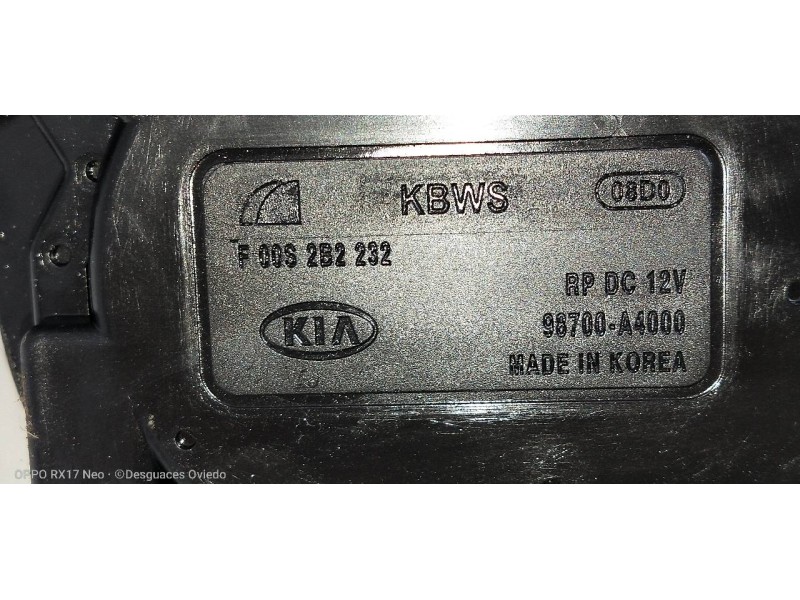 KBWS
08D0
F 00S 2B2 232
RP DC 12V
98700-A4000
KIA
MADE IN KOREA
OPPO RX17 Neo · ©Desguaces Oviedo